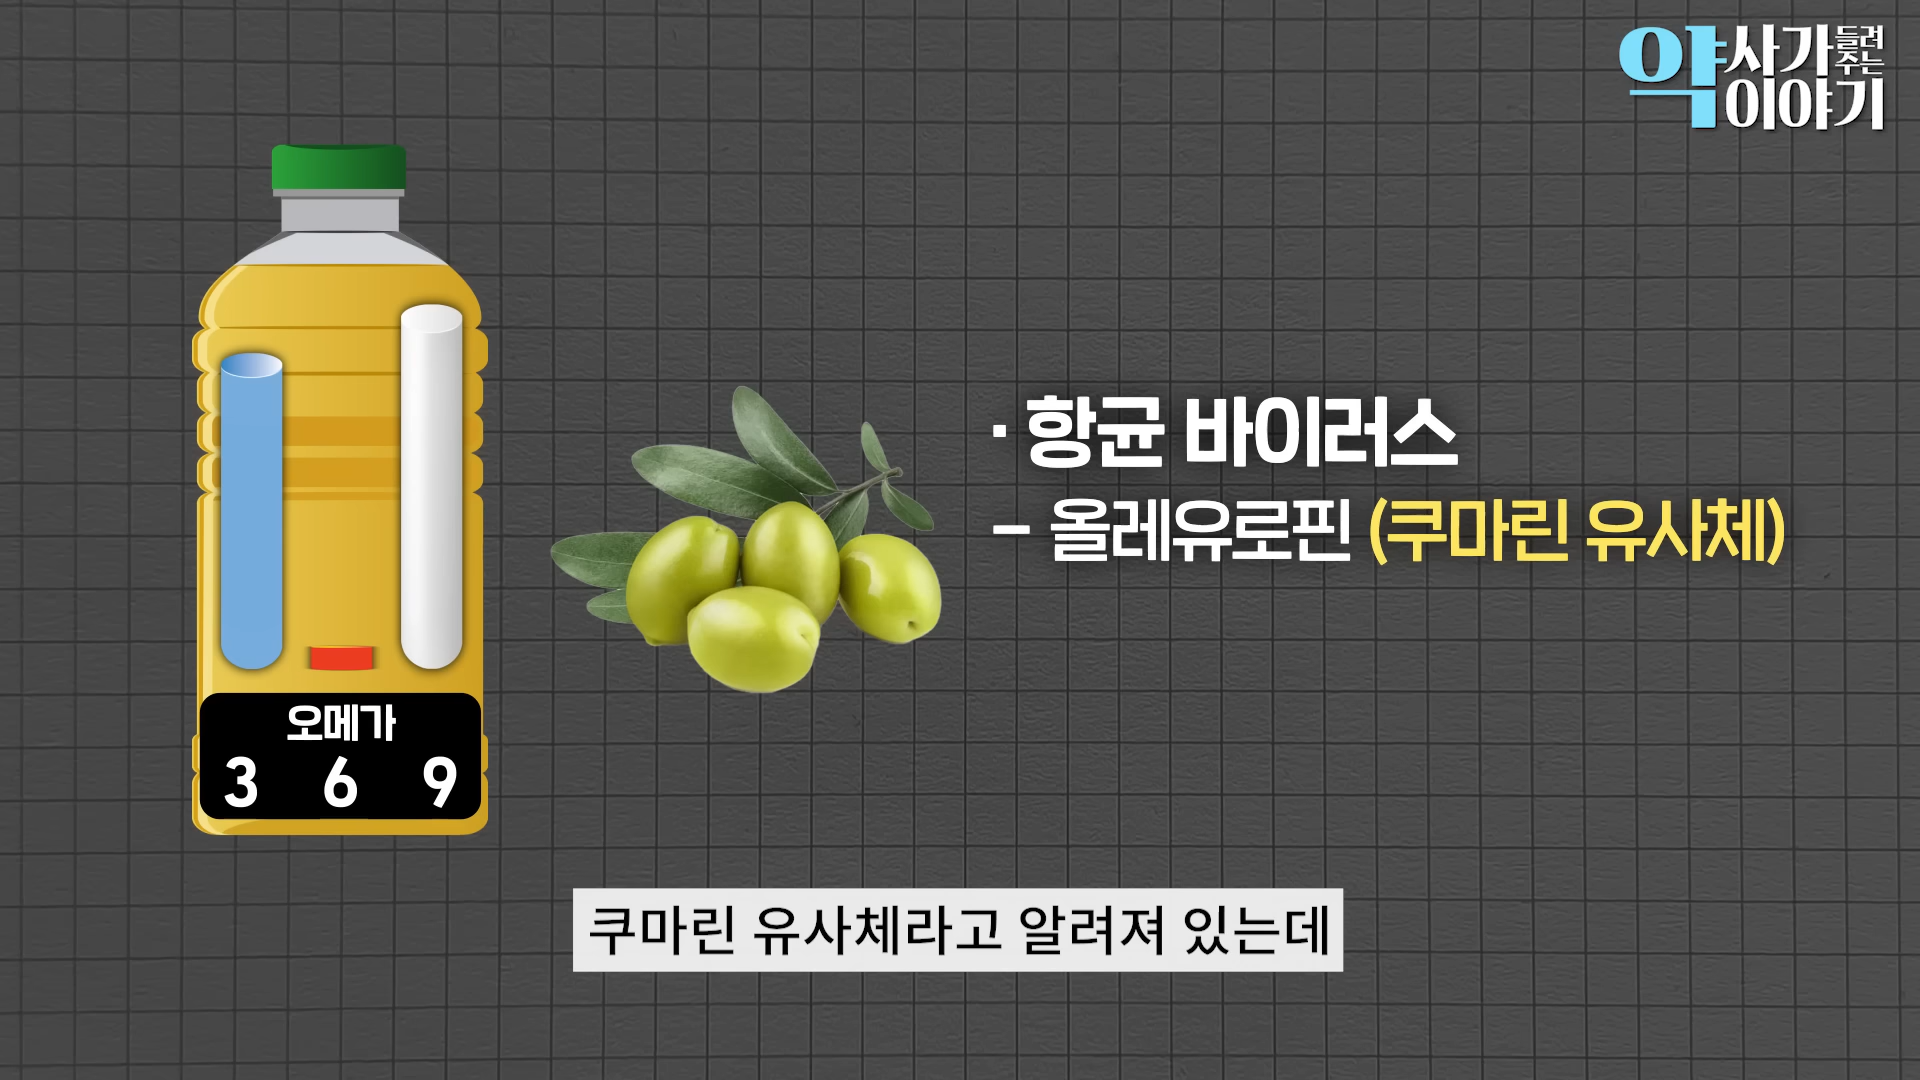 약사가 들려주는
이야기
· 항균 바이러스
- 올레유로핀 (쿠마린 유사체)
오메가
3 6 9
쿠마린 유사체라고 알려져 있는데